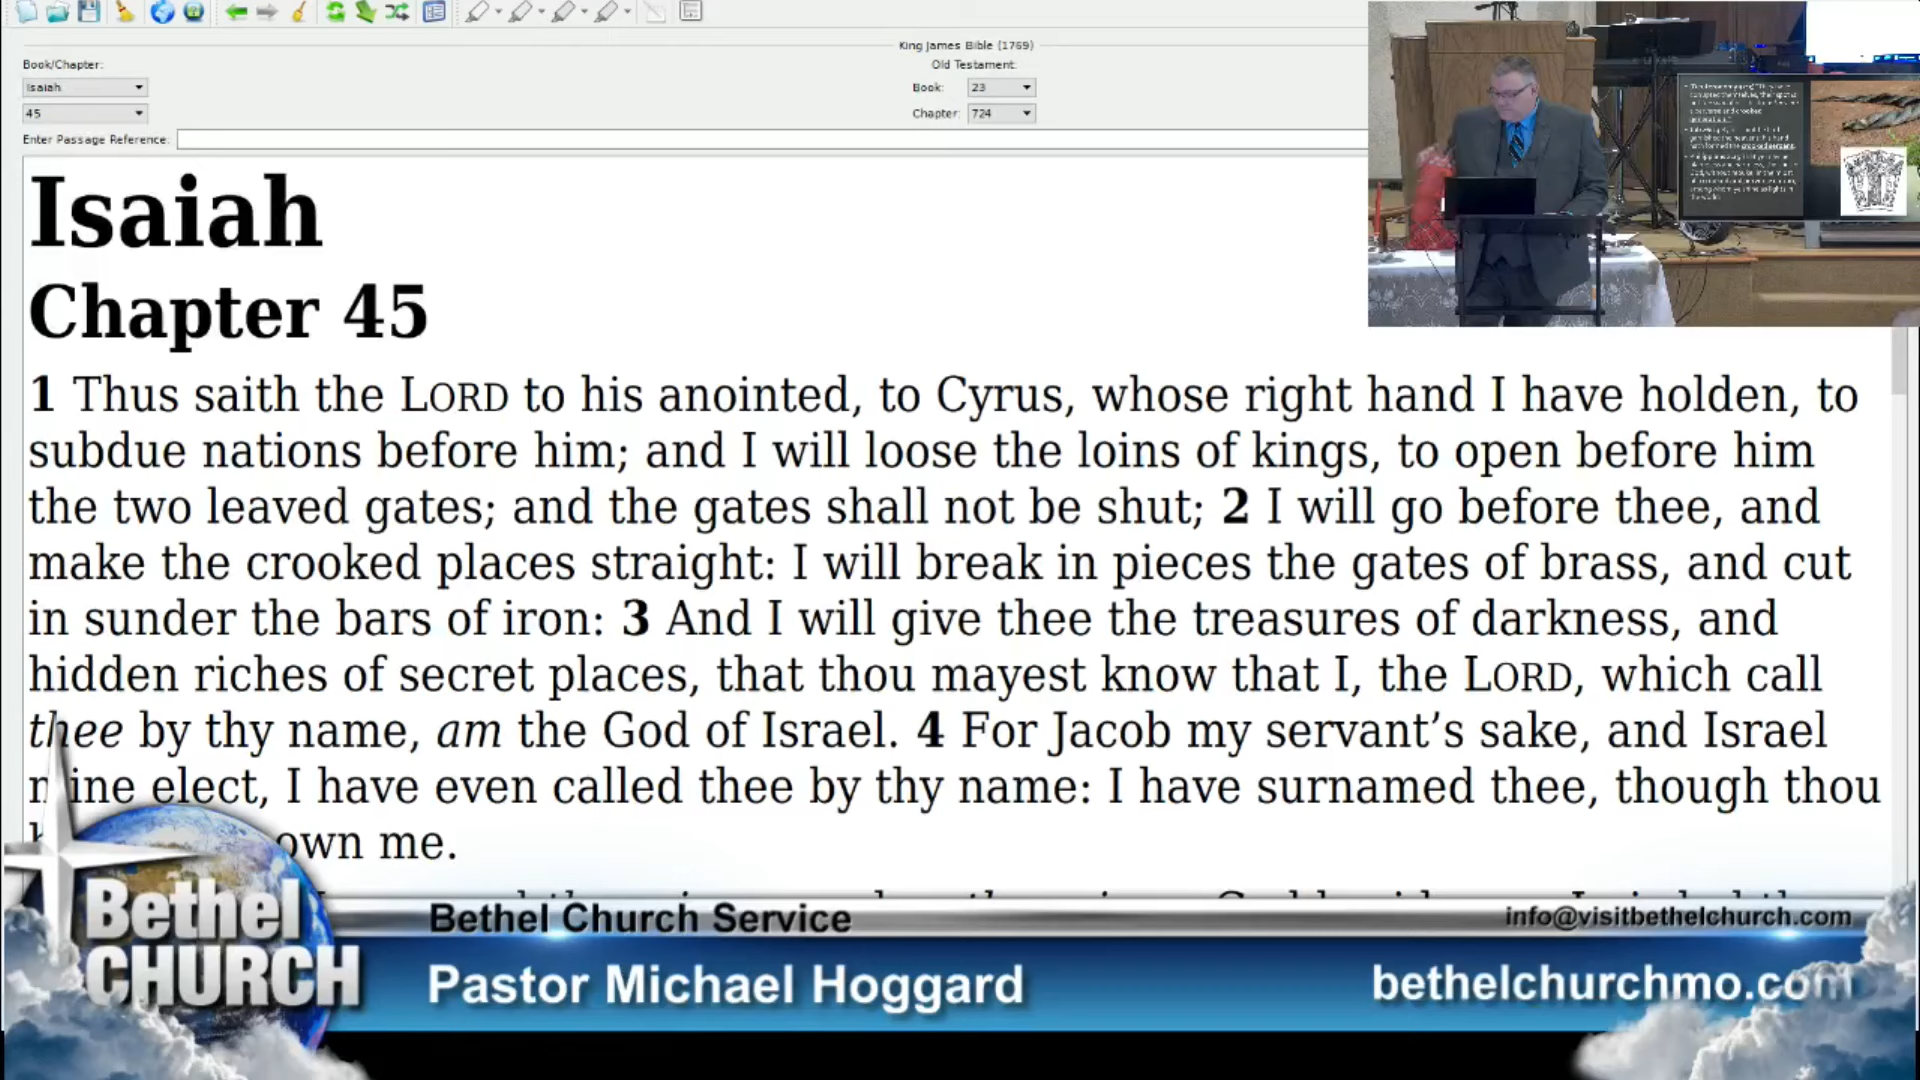 King James Bible (1769)
Book/Chapter:
Old Testament:
Isaiah
Book: 23
45
Chapter: 724
Enter Passage Reference:
Isaiah
Chapter 45
1 Thus saith the LORD to his anointed, to Cyrus, whose right hand I have holden, to
subdue nations before him; and I will loose the loins of kings, to open before him
the two leaved gates; and the gates shall not be shut; 2 I will go before thee, and
make the crooked places straight: I will break in pieces the gates of brass, and cut
in sunder the bars of iron: 3 And I will give thee the treasures of darkness, and
hidden riches of secret places, that thou mayest know that I, the LORD, which call
thee by thy name, am the God of Israel. 4 For Jacob my servant’s sake, and Israel
mine elect, I have even called thee by thy name: I have surnamed thee, though thou
own me.
Bethel Church Service
info@visitbethelchurch.com
Bethel
CHURCH
Pastor Michael Hoggard
bethelchurchmo.com